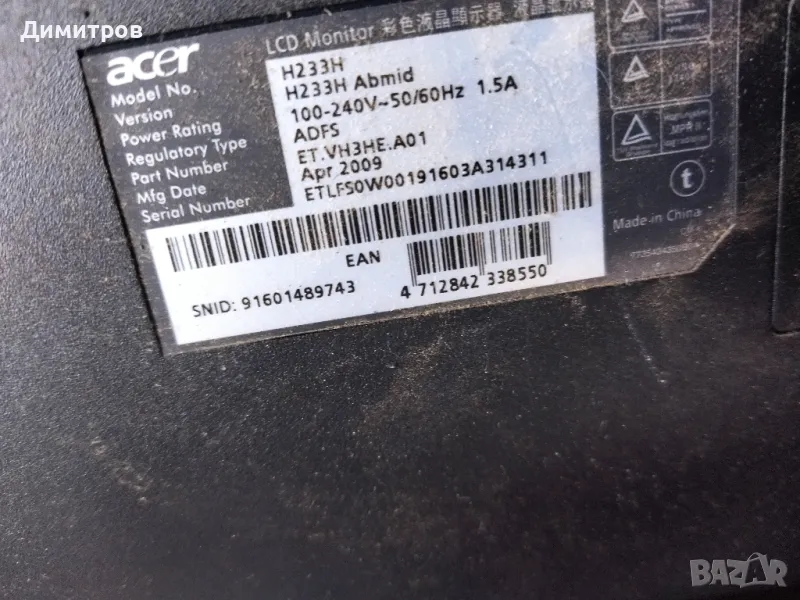 Димитров
acer
LCD Monitor 彩色液晶顯示器
Model No. H233H
Version H233H Abmid
Power Rating 100-240V~50/60Hz 1.5A
Regulatory Type ADFS
Part Number ET.VH3HE.A01
Mfg Date Apr 2009
Serial Number ETLFS0W00191603A314311
EAN
SNID: 91601489743
4 712842 338550
t
Made in China
BAZAR